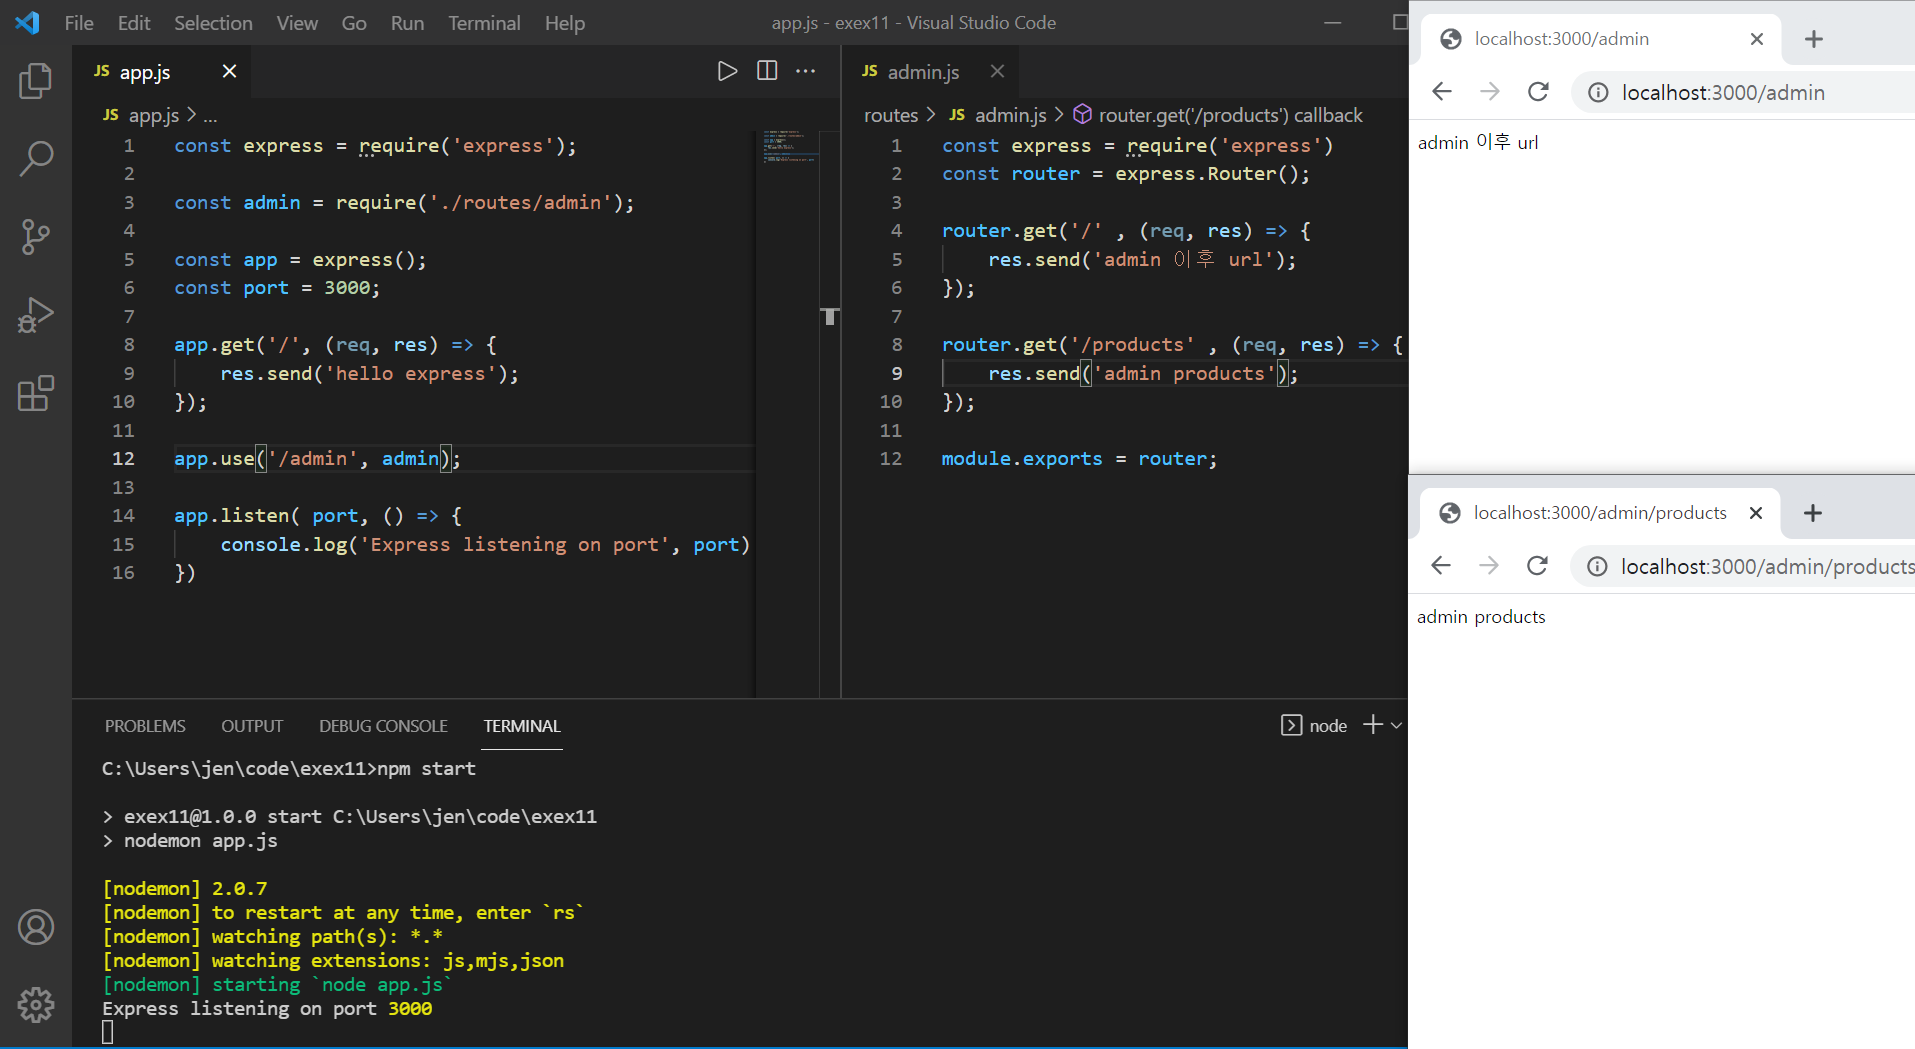 File Edit Selection View Go Run Terminal Help
app.js - exex11 - Visual Studio Code
JS app.js
JS app.js > ...
1 const express = require('express');
2
3 const admin = require('./routes/admin');
4
5 const app = express();
6 const port = 3000;
7
8 app.get('/', (req, res) => {
9     res.send('hello express');
10 });
11
12 app.use('/admin', admin);
13
14 app.listen( port, () => {
15     console.log('Express listening on port', port)
16 })
JS admin.js
routes > JS admin.js > router.get('/products') callback
1 const express = require('express')
2 const router = express.Router();
3
4 router.get('/' , (req, res) => {
5     res.send('admin 이후 url');
6 });
7
8 router.get('/products' , (req, res) => {
9     res.send('admin products');
10 });
11
12 module.exports = router;
PROBLEMS OUTPUT DEBUG CONSOLE TERMINAL
node
C:\Users\jen\code\exex11>npm start
> exex11@1.0.0 start C:\Users\jen\code\exex11
> nodemon app.js
[nodemon] 2.0.7
[nodemon] to restart at any time, enter `rs`
[nodemon] watching path(s): *.*
[nodemon] watching extensions: js,mjs,json
[nodemon] starting `node app.js`
Express listening on port 3000
localhost:3000/admin
localhost:3000/admin
admin 이후 url
localhost:3000/admin/products
localhost:3000/admin/products
admin products